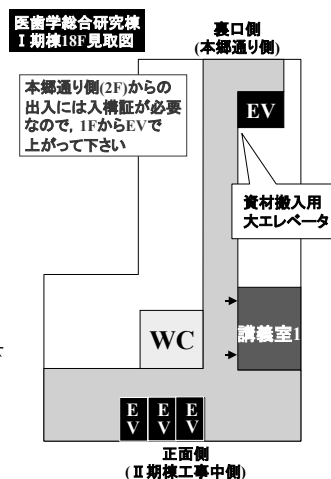 医歯学総合研究棟
Ⅰ期棟18F見取図
裏口側
(本郷通り側)
本郷通り側(2F)からの
出入には入構証が必要
なので，1FからEVで
上がって下さい
EV
資材搬入用
大エレベータ
講義室1
WC
EV
EV
EV
正面側
(Ⅱ期棟工事中側)